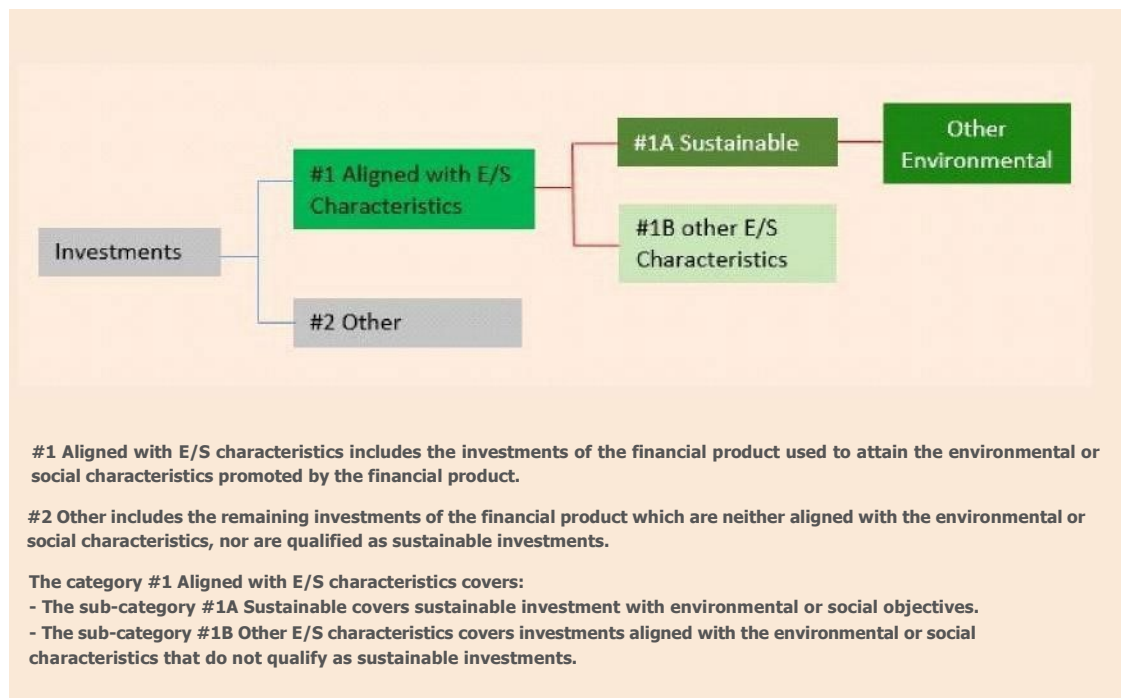 Investments
#1 Aligned with E/S
Characteristics
#2 Other
#1A Sustainable
#1B other E/S
Characteristics
Other
Environmental
#1 Aligned with E/S characteristics includes the investments of the financial product used to attain the environmental or
social characteristics promoted by the financial product.
#2 Other includes the remaining investments of the financial product which are neither aligned with the environmental or
social characteristics, nor are qualified as sustainable investments.
The category #1 Aligned with E/S characteristics covers:
- The sub-category #1A Sustainable covers sustainable investment with environmental or social objectives.
- The sub-category #1B Other E/S characteristics covers investments aligned with the environmental or social
characteristics that do not qualify as sustainable investments.